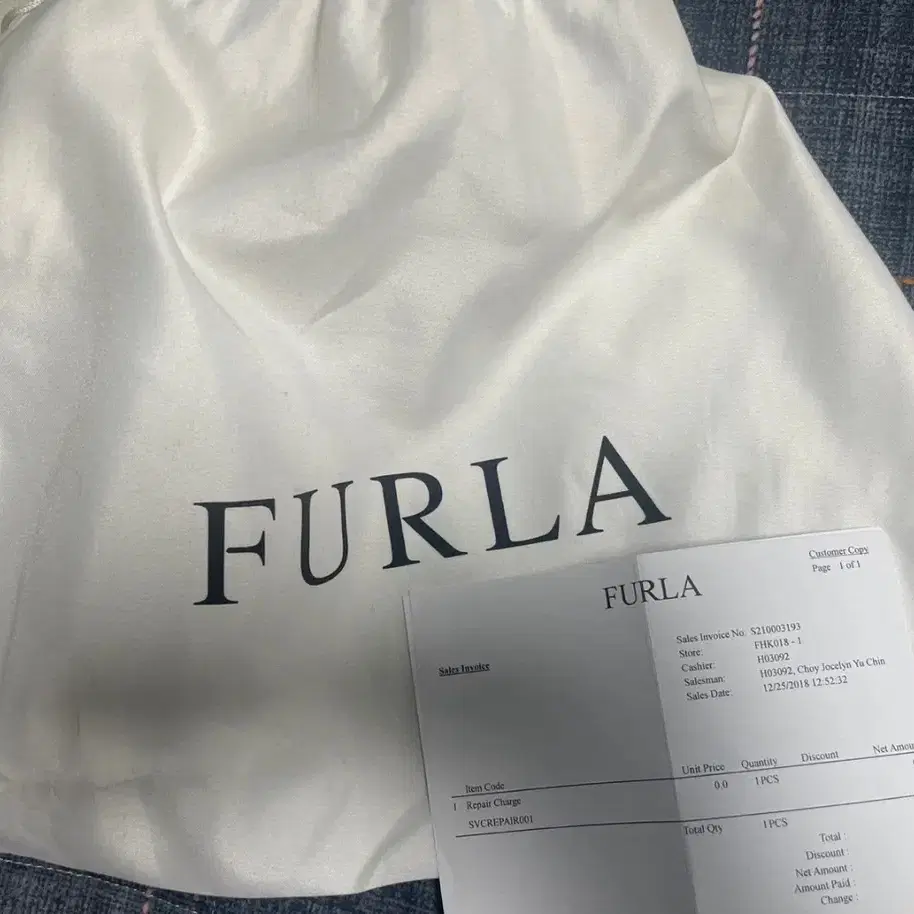 FURLA
FURLA
Customer Copy
Page 1 of 1
Sales Invoice
Sales Invoice No. S210003193
Store: FHK018 - 1
Cashier: H03092
Salesman: H03092, Choy Jocelyn Yu Chin
Sales Date: 12/25/2018 12:52:32
Item Code Unit Price Quantity Discount Net Amou
1 Repair Charge 0.0 1PCS
SVCREPAIR001
Total Qty 1PCS
Total :
Discount :
Net Amount :
Amount Paid :
Change :